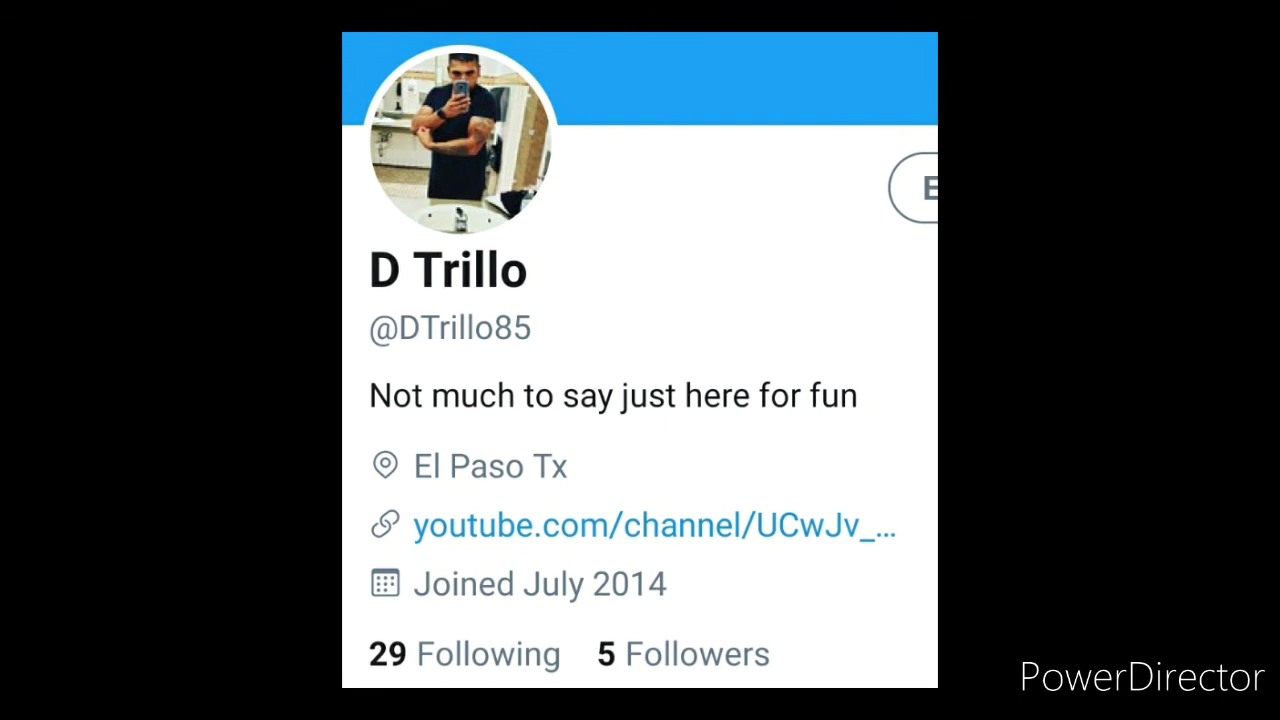 D Trillo
@DTrillo85
Not much to say just here for fun
El Paso Tx
youtube.com/channel/UCwJv_...
Joined July 2014
29 Following 5 Followers
PowerDirector